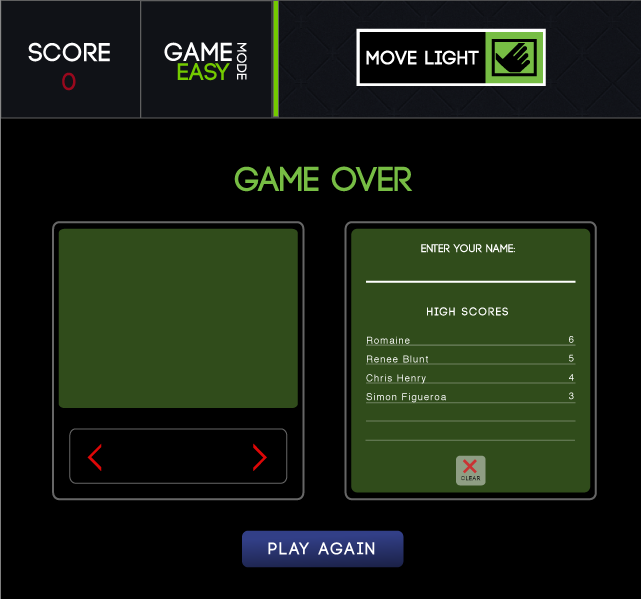 SCORE
0
GAME
EASY
MODE
MOVE LIGHT
GAME OVER
ENTER YOUR NAME:
HIGH SCORES
Romaine 6
Renee Blunt 5
Chris Henry 4
Simon Figueroa 3
CLEAR
PLAY AGAIN